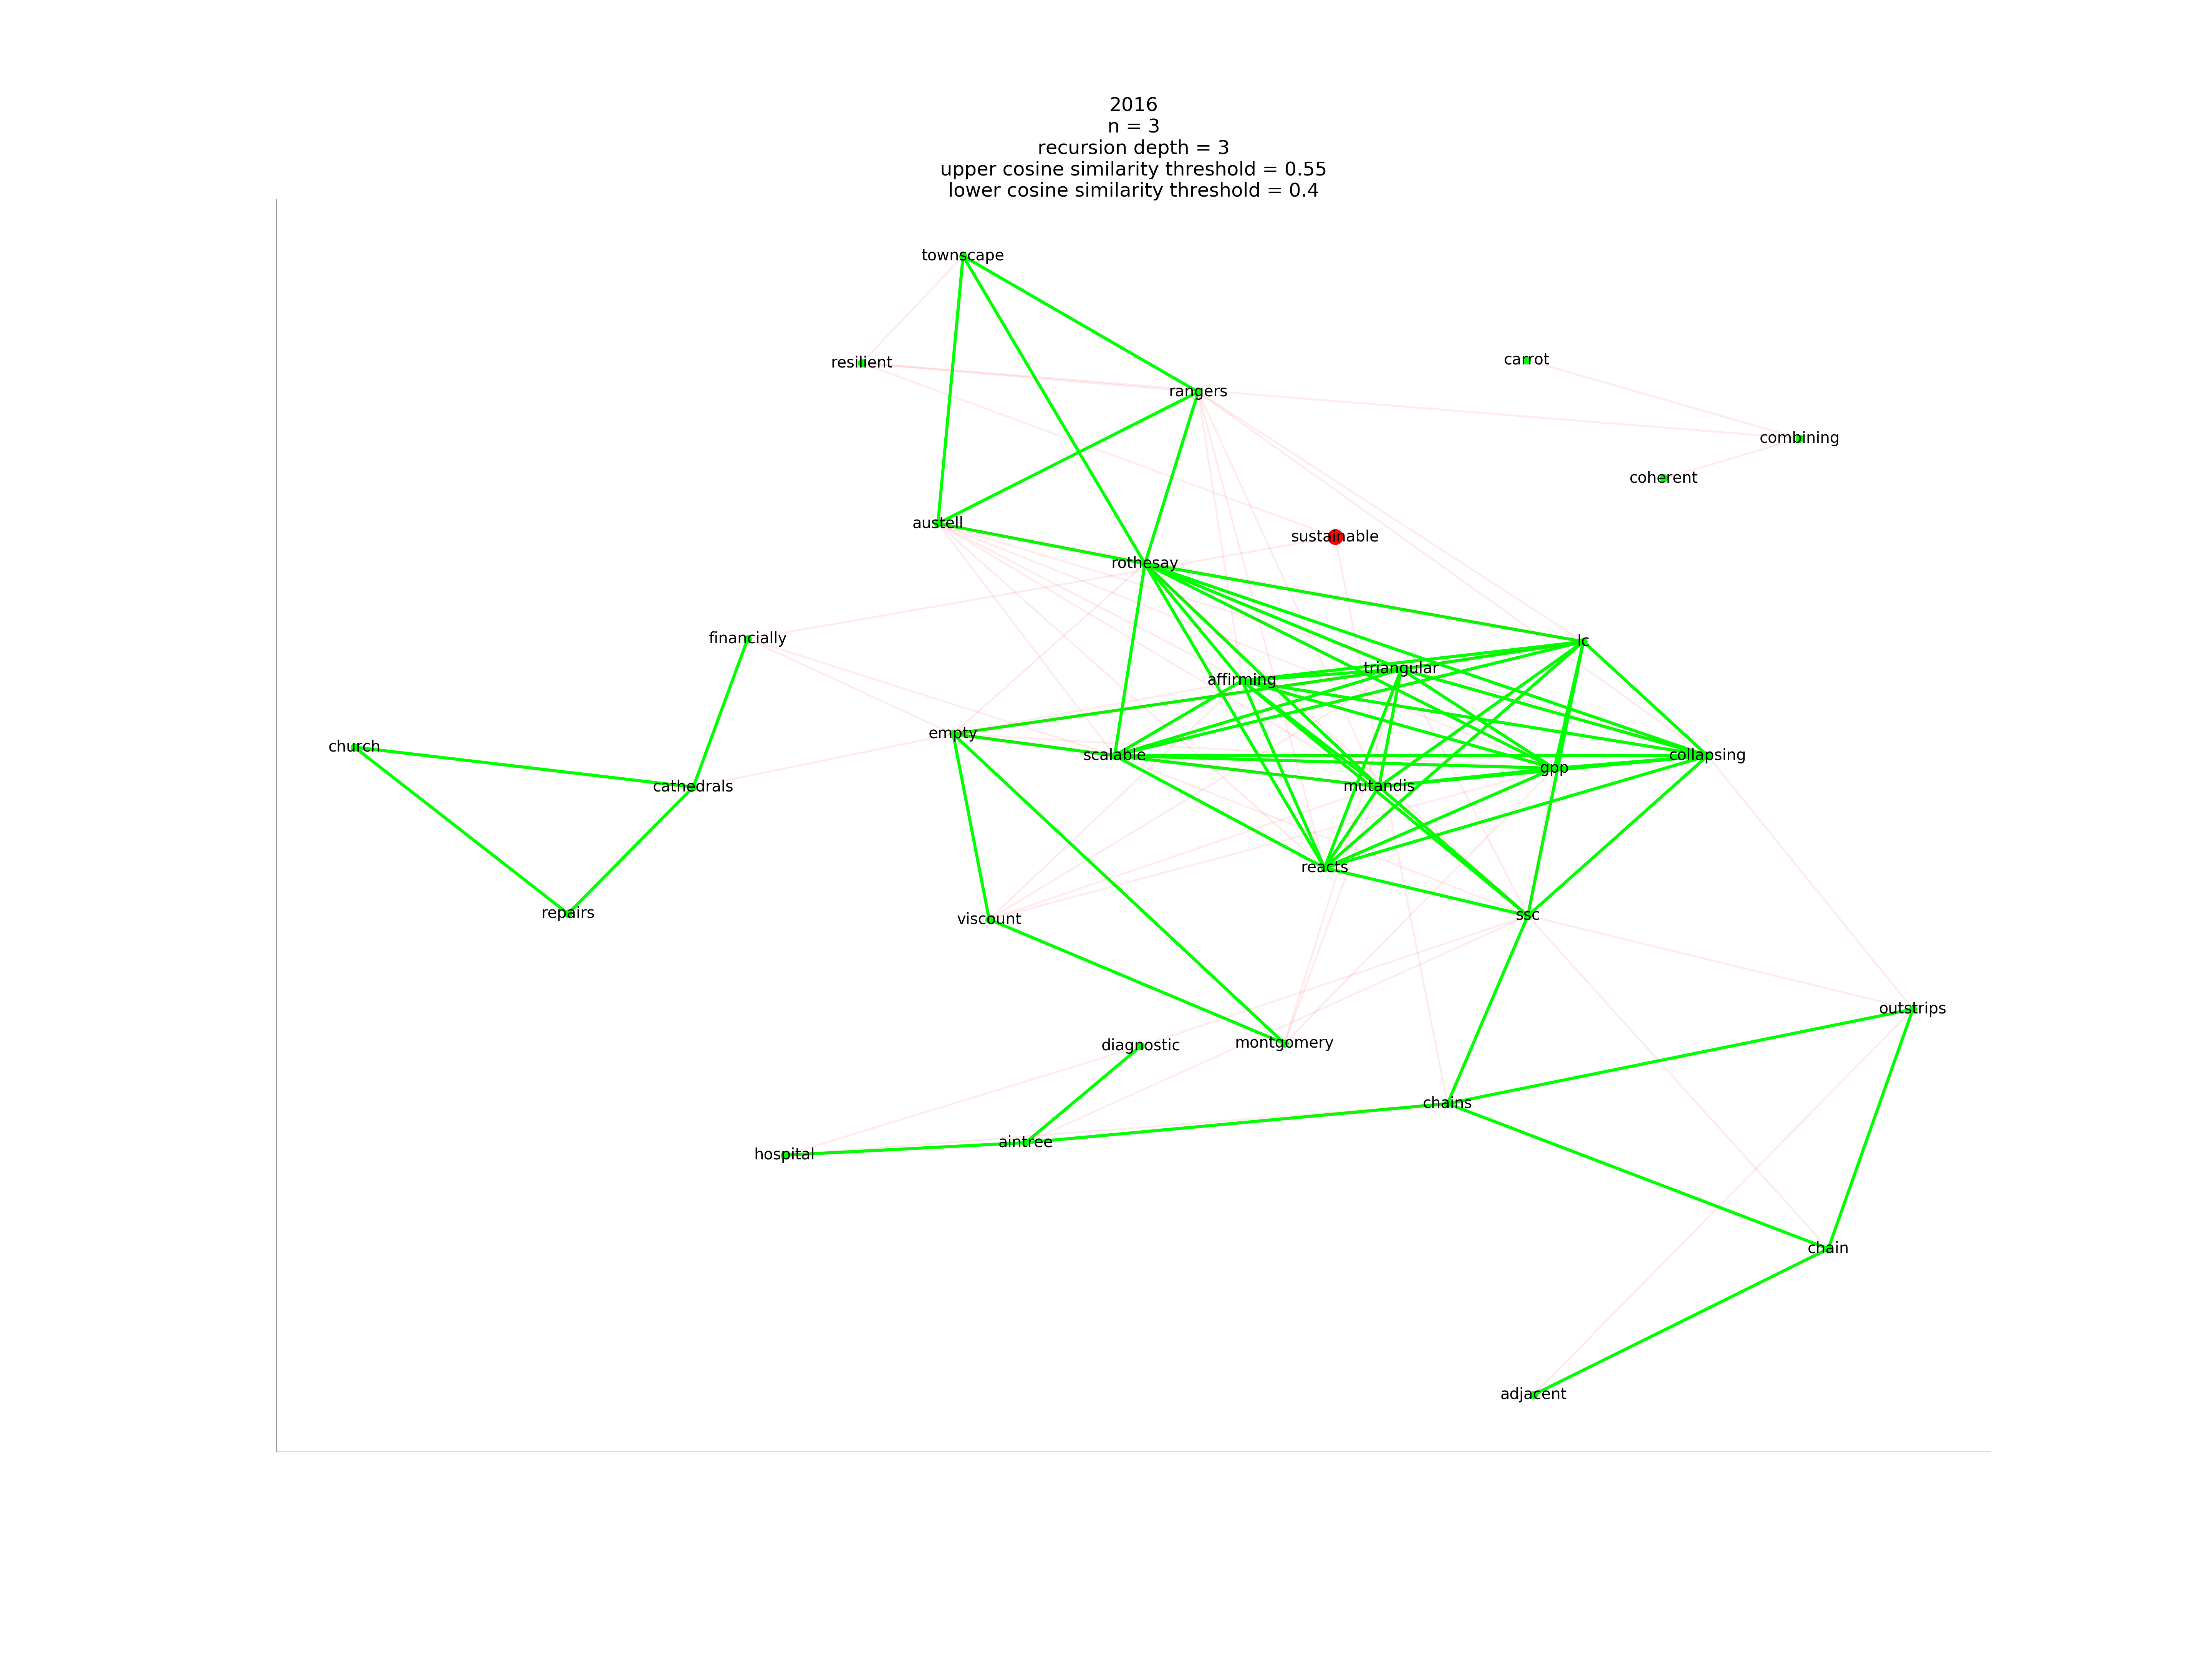 2016
n = 3
recursion depth = 3
upper cosine similarity threshold = 0.55
lower cosine similarity threshold = 0.4
townscape
resilient
carrot
rangers
combining
coherent
austell
sustainable
rothesay
financially
lc
triangular
affirming
empty
church
scalable
collapsing
gpp
cathedrals
mutandis
reacts
repairs
viscount
ssc
outstrips
diagnostic
montgomery
chains
aintree
hospital
chain
adjacent